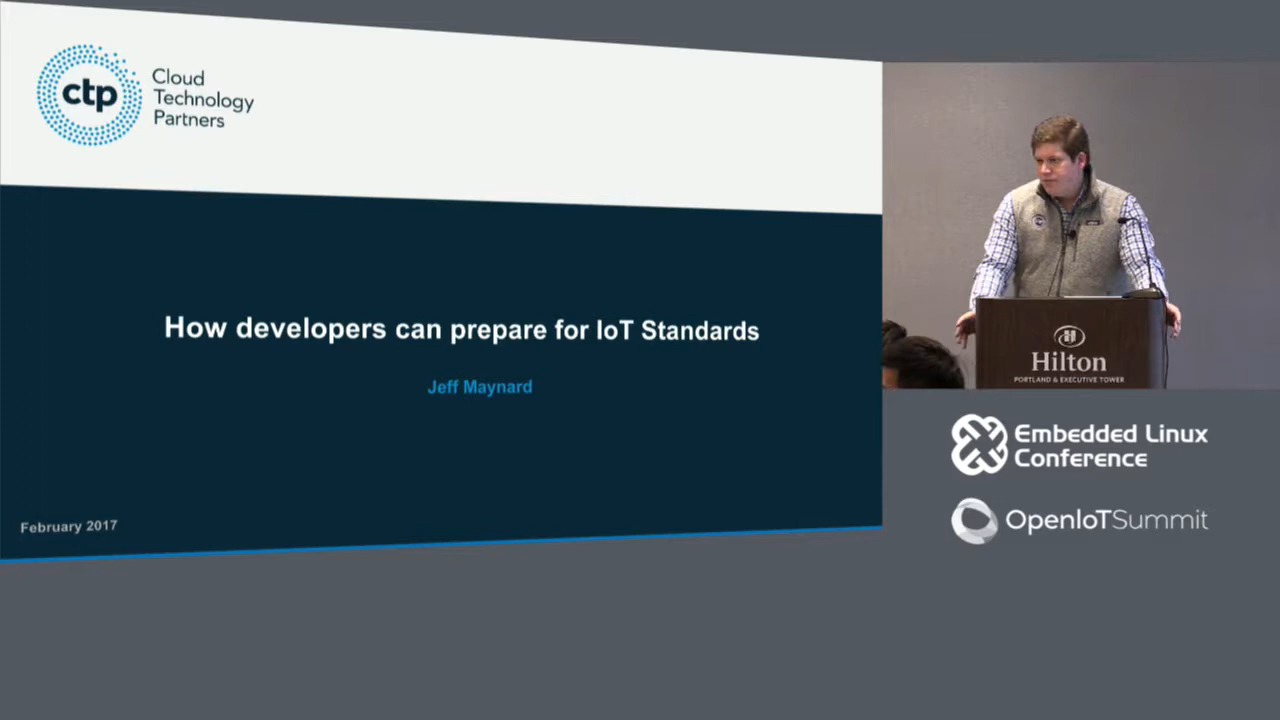 ctp
Cloud
Technology
Partners
How developers can prepare for IoT Standards
Jeff Maynard
February 2017
Hilton
PORTLAND & EXECUTIVE TOWER
Embedded Linux
Conference
OpenIoTSummit